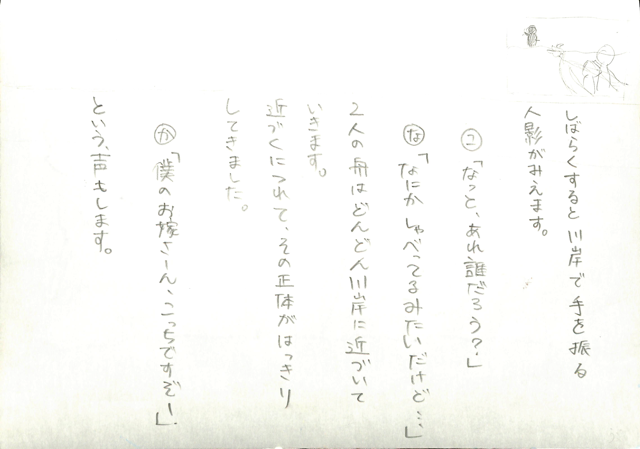 しばらくすると川岸で手を振る
人影がみえます。
㋙「なっと、あれ誰だろう?」
㋤「なにかしゃべってるみたいだけど…」
2人の舟はどんどん川岸に近づいて
いきます。
近づくにつれて、その正体がはっきり
してきました。
㋕「僕のお嫁さーん、こっちですぞー!」
という、声もします。